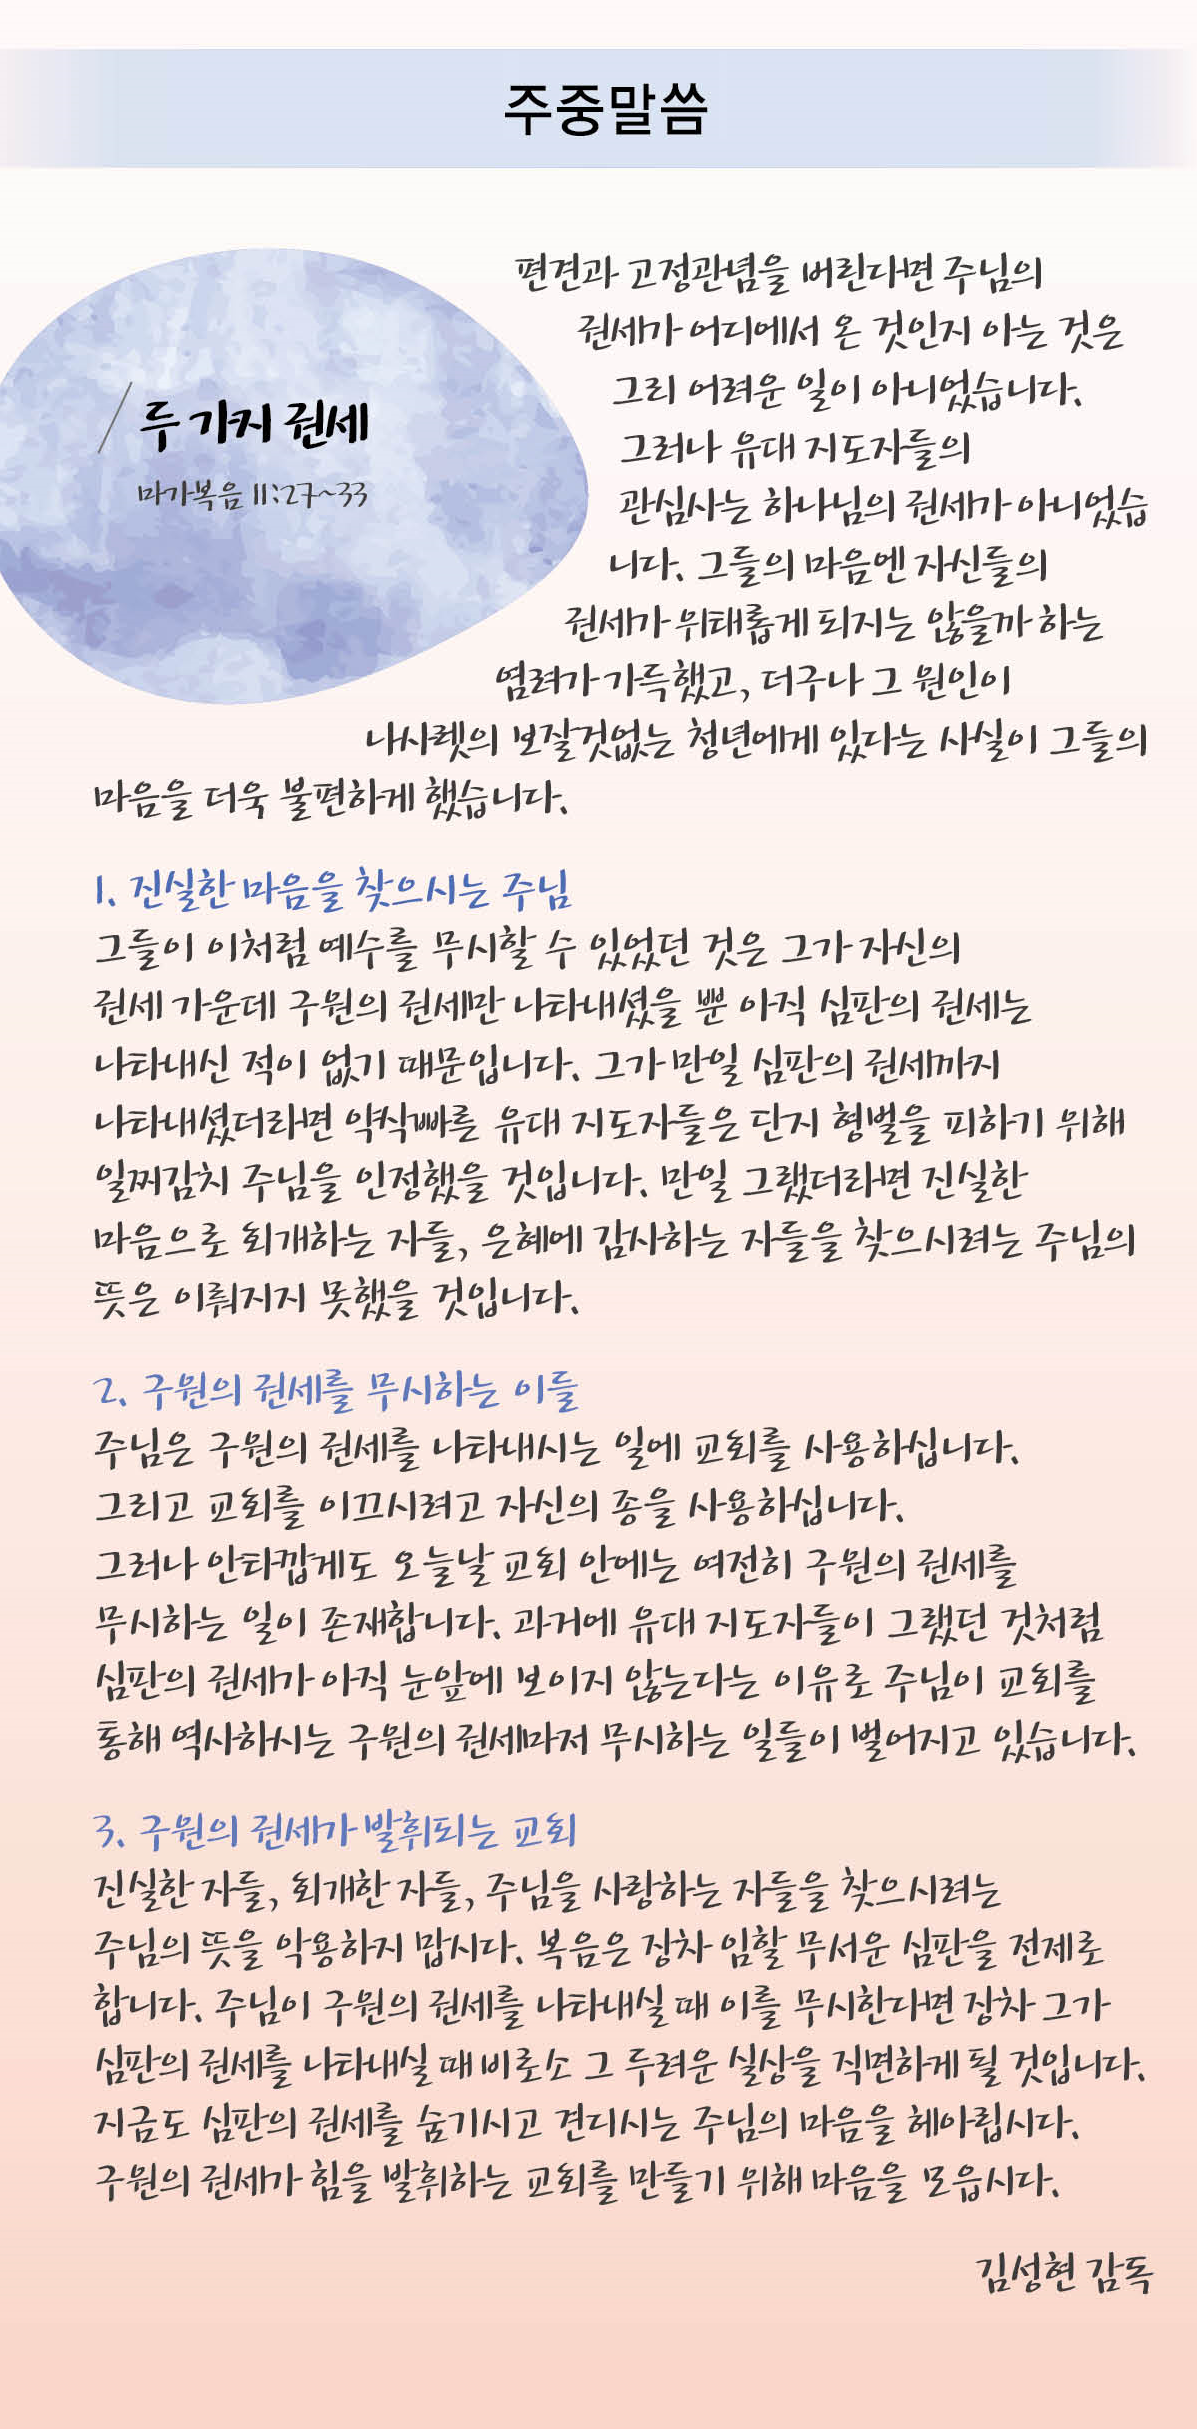 주중말씀
두 가지 권세
마가복음 11:27~33
편견과 고정관념을 버린다면 주님의
권세가 어디에서 온 것인지 아는 것은
그리 어려운 일이 아니었습니다.
그러나 유대 지도자들의
관심사는 하나님의 권세가 아니었습
니다. 그들의 마음엔 자신들의
권세가 위태롭게 되지는 않을까 하는
염려가 가득했고, 더구나 그 원인이
나사렛의 보잘것없는 청년에게 있다는 사실이 그들의
마음을 더욱 불편하게 했습니다.
1. 진실한 마음을 찾으시는 주님
그들이 이처럼 예수를 무시할 수 있었던 것은 그가 자신의
권세 가운데 구원의 권세만 나타내셨을 뿐 아직 심판의 권세는
나타내신 적이 없기 때문입니다. 그가 만일 심판의 권세까지
나타내셨더라면 약삭빠른 유대 지도자들은 단지 형벌을 피하기 위해
일찌감치 주님을 인정했을 것입니다. 만일 그랬더라면 진실한
마음으로 회개하는 자들, 은혜에 감사하는 자들을 찾으시려는 주님의
뜻은 이뤄지지 못했을 것입니다.
2. 구원의 권세를 무시하는 이들
주님은 구원의 권세를 나타내시는 일에 교회를 사용하십니다.
그리고 교회를 이끄시려고 자신의 종을 사용하십니다.
그러나 안타깝게도 오늘날 교회 안에는 여전히 구원의 권세를
무시하는 일이 존재합니다. 과거에 유대 지도자들이 그랬던 것처럼
심판의 권세가 아직 눈앞에 보이지 않는다는 이유로 주님이 교회를
통해 역사하시는 구원의 권세마저 무시하는 일들이 벌어지고 있습니다.
3. 구원의 권세가 발휘되는 교회
진실한 자들, 회개한 자들, 주님을 사랑하는 자들을 찾으시려는
주님의 뜻을 악용하지 맙시다. 복음은 장차 임할 무서운 심판을 전제로
합니다. 주님이 구원의 권세를 나타내실 때 이를 무시한다면 장차 그가
심판의 권세를 나타내실 때 비로소 그 두려운 실상을 직면하게 될 것입니다.
지금도 심판의 권세를 숨기시고 견디시는 주님의 마음을 헤아립시다.
구원의 권세가 힘을 발휘하는 교회를 만들기 위해 마음을 모읍시다.
김성현 감독